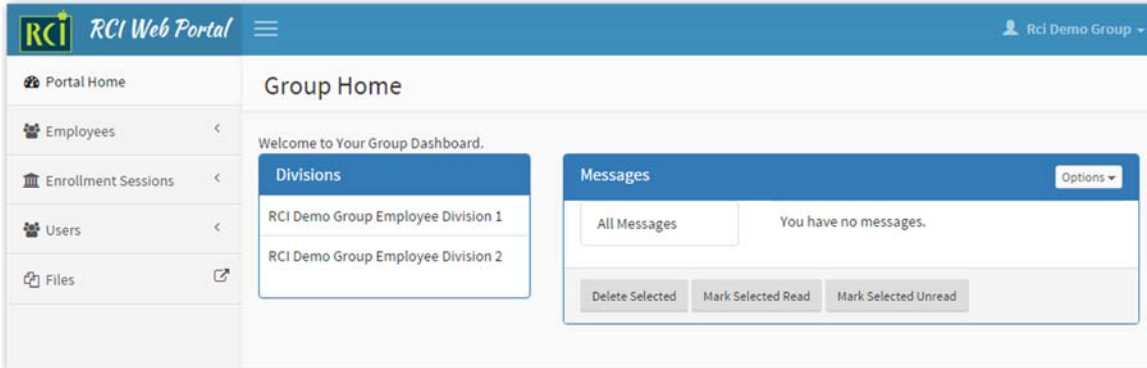 RCI RCI Web Portal
Rci Demo Group
Portal Home
Employees
Enrollment Sessions
Users
Files
Group Home
Welcome to Your Group Dashboard.
Divisions
RCI Demo Group Employee Division 1
RCI Demo Group Employee Division 2
Messages
Options
All Messages
You have no messages.
Delete Selected
Mark Selected Read
Mark Selected Unread